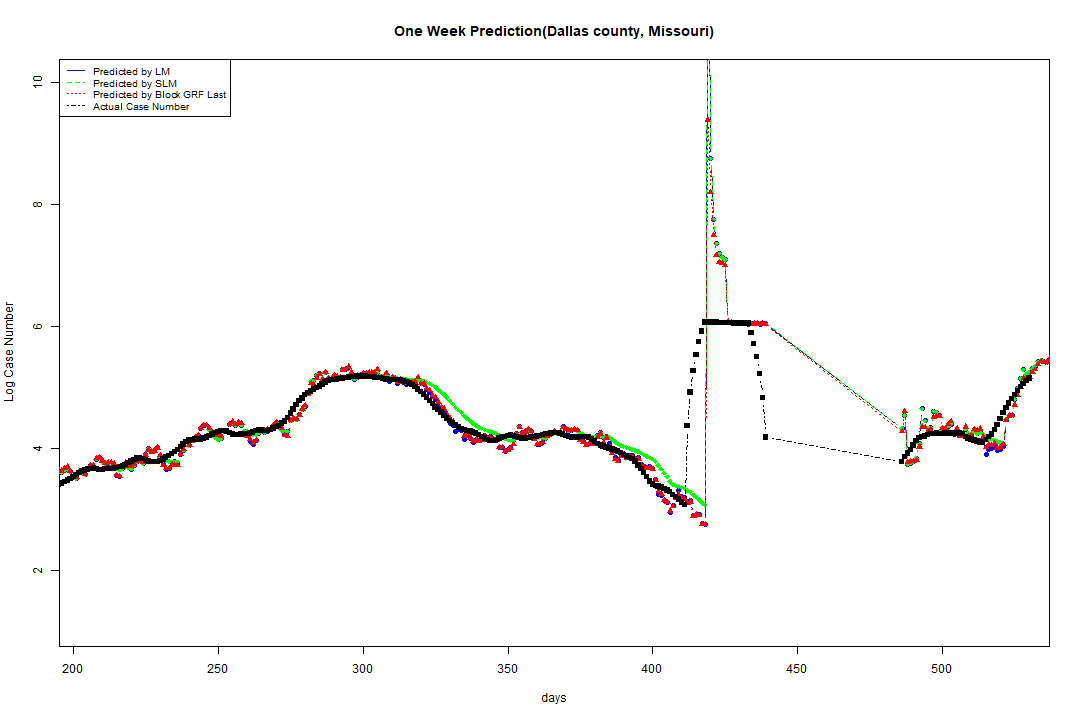 One Week Prediction(Dallas county, Missouri)
Predicted by LM
Predicted by SLM
Predicted by Block GRF Last
Actual Case Number
10
8
6
4
2
Log Case Number
200 250 300 350 400 450 500
days